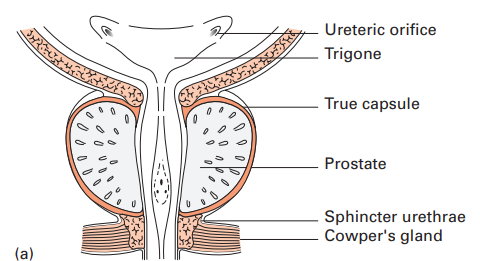 Ureteric orifice
Trigone
True capsule
Prostate
Sphincter urethrae
Cowper's gland
(a)